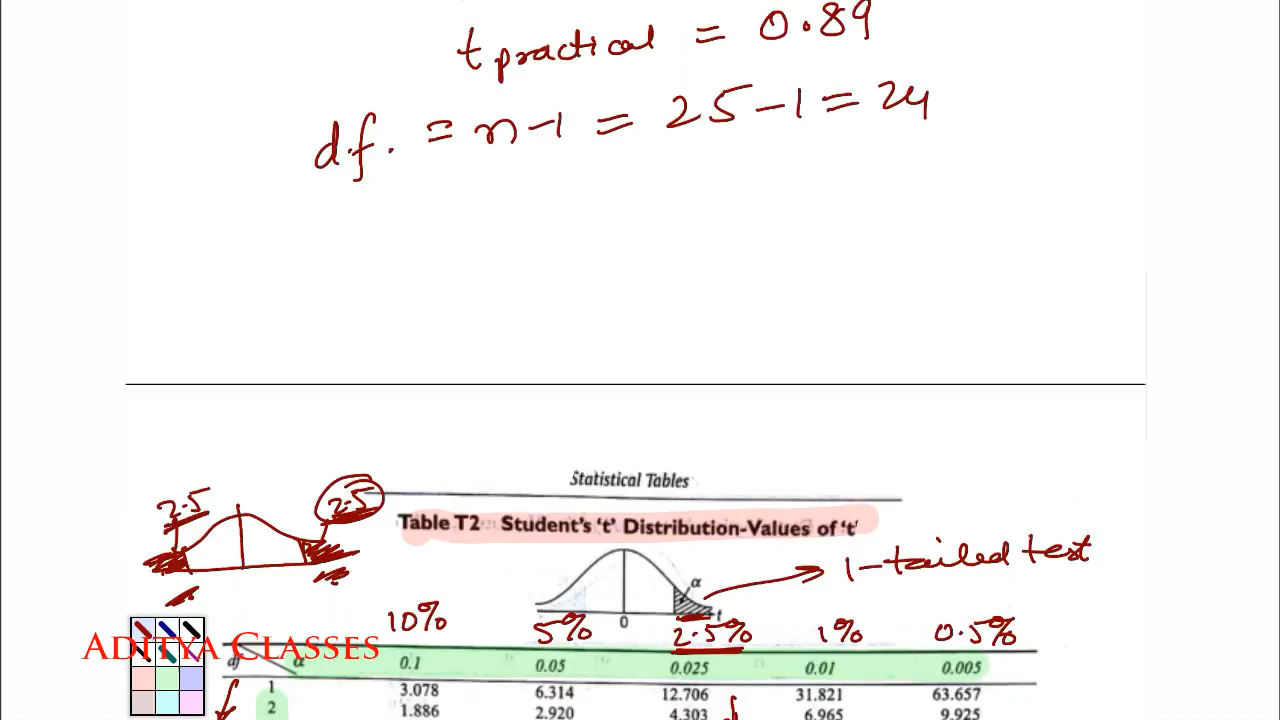 t practical = 0.89
d.f. = n-1 = 25-1 = 24
Statistical Tables
2.5 2.5
Table T2 Student's 't' Distribution-Values of 't'
1-tailed test
α
0 t
10% 5% 2.5% 1% 0.5%
ADITYA CLASSES
df α 0.1 0.05 0.025 0.01 0.005
1 3.078 6.314 12.706 31.821 63.657
2 1.886 2.920 4.303 6.965 9.925